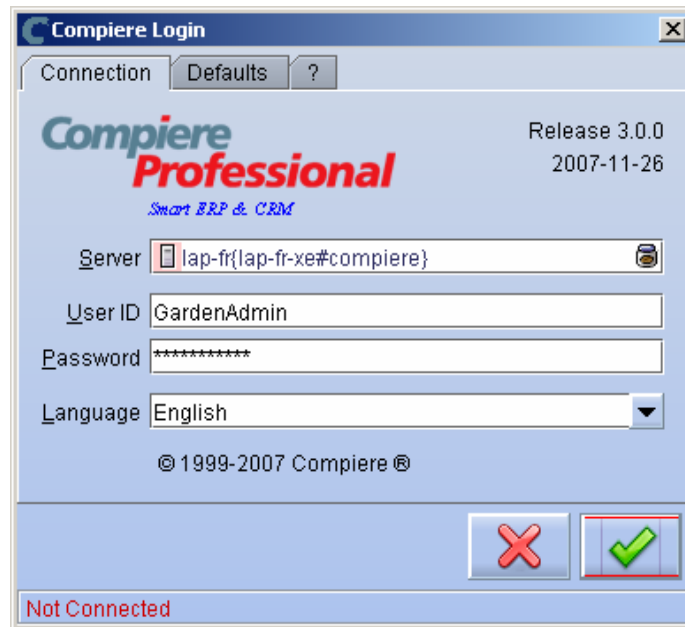 Compiere Login
Connection Defaults ?
Compiere
Professional
Smart ERP & CRM
Release 3.0.0
2007-11-26
Server lap-fr{lap-fr-xe#compiere}
User ID GardenAdmin
Password ***********
Language English
© 1999-2007 Compiere ®
Not Connected